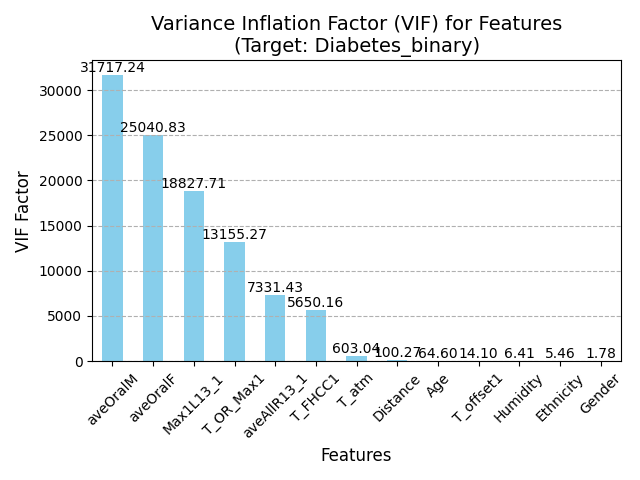 Variance Inflation Factor (VIF) for Features
(Target: Diabetes_binary)
VIF Factor
30000
25000
20000
15000
10000
5000
0
31717.24
25040.83
18827.71
13155.27
7331.43
5650.16
603.04
100.27
64.60
14.10
6.41
5.46
1.78
aveOralM
aveOralF
Max1L13_1
T_OR_Max1
aveAllR13_1
T_FHCC1
T_atm
Distance
Age
T_offset1
Humidity
Ethnicity
Gender
Features